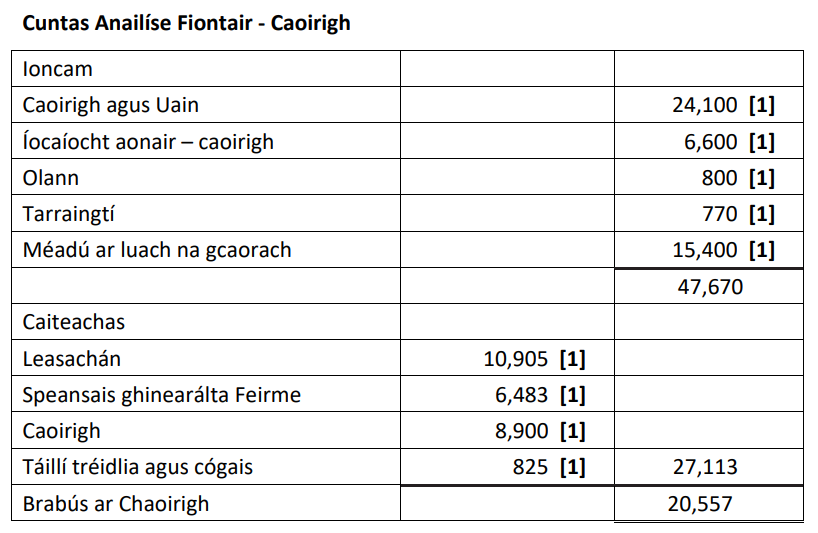 Cuntas Anailíse Fiontair - Caoirigh
Ioncam
Caoirigh agus Uain 24,100 [1]
Íocaíocht aonair – caoirigh 6,600 [1]
Olann 800 [1]
Tarraingtí 770 [1]
Méadú ar luach na gcaorach 15,400 [1]
47,670
Caiteachas
Leasachán 10,905 [1]
Speansais ghinearálta Feirme 6,483 [1]
Caoirigh 8,900 [1]
Táillí tréidlia agus cógais 825 [1] 27,113
Brabús ar Chaoirigh 20,557